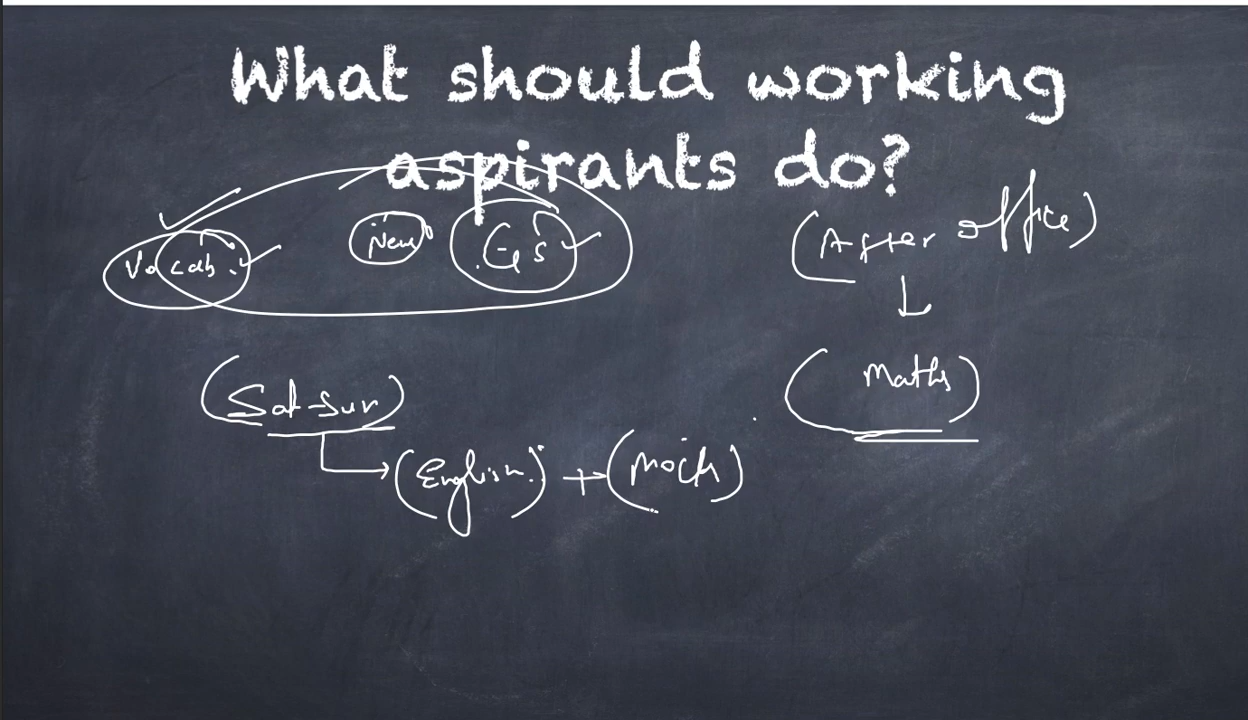 What should working
aspirants do?
Vocab. News GS (After office)
(Maths)
(Sat-Sun)
(English.) + (Mock)